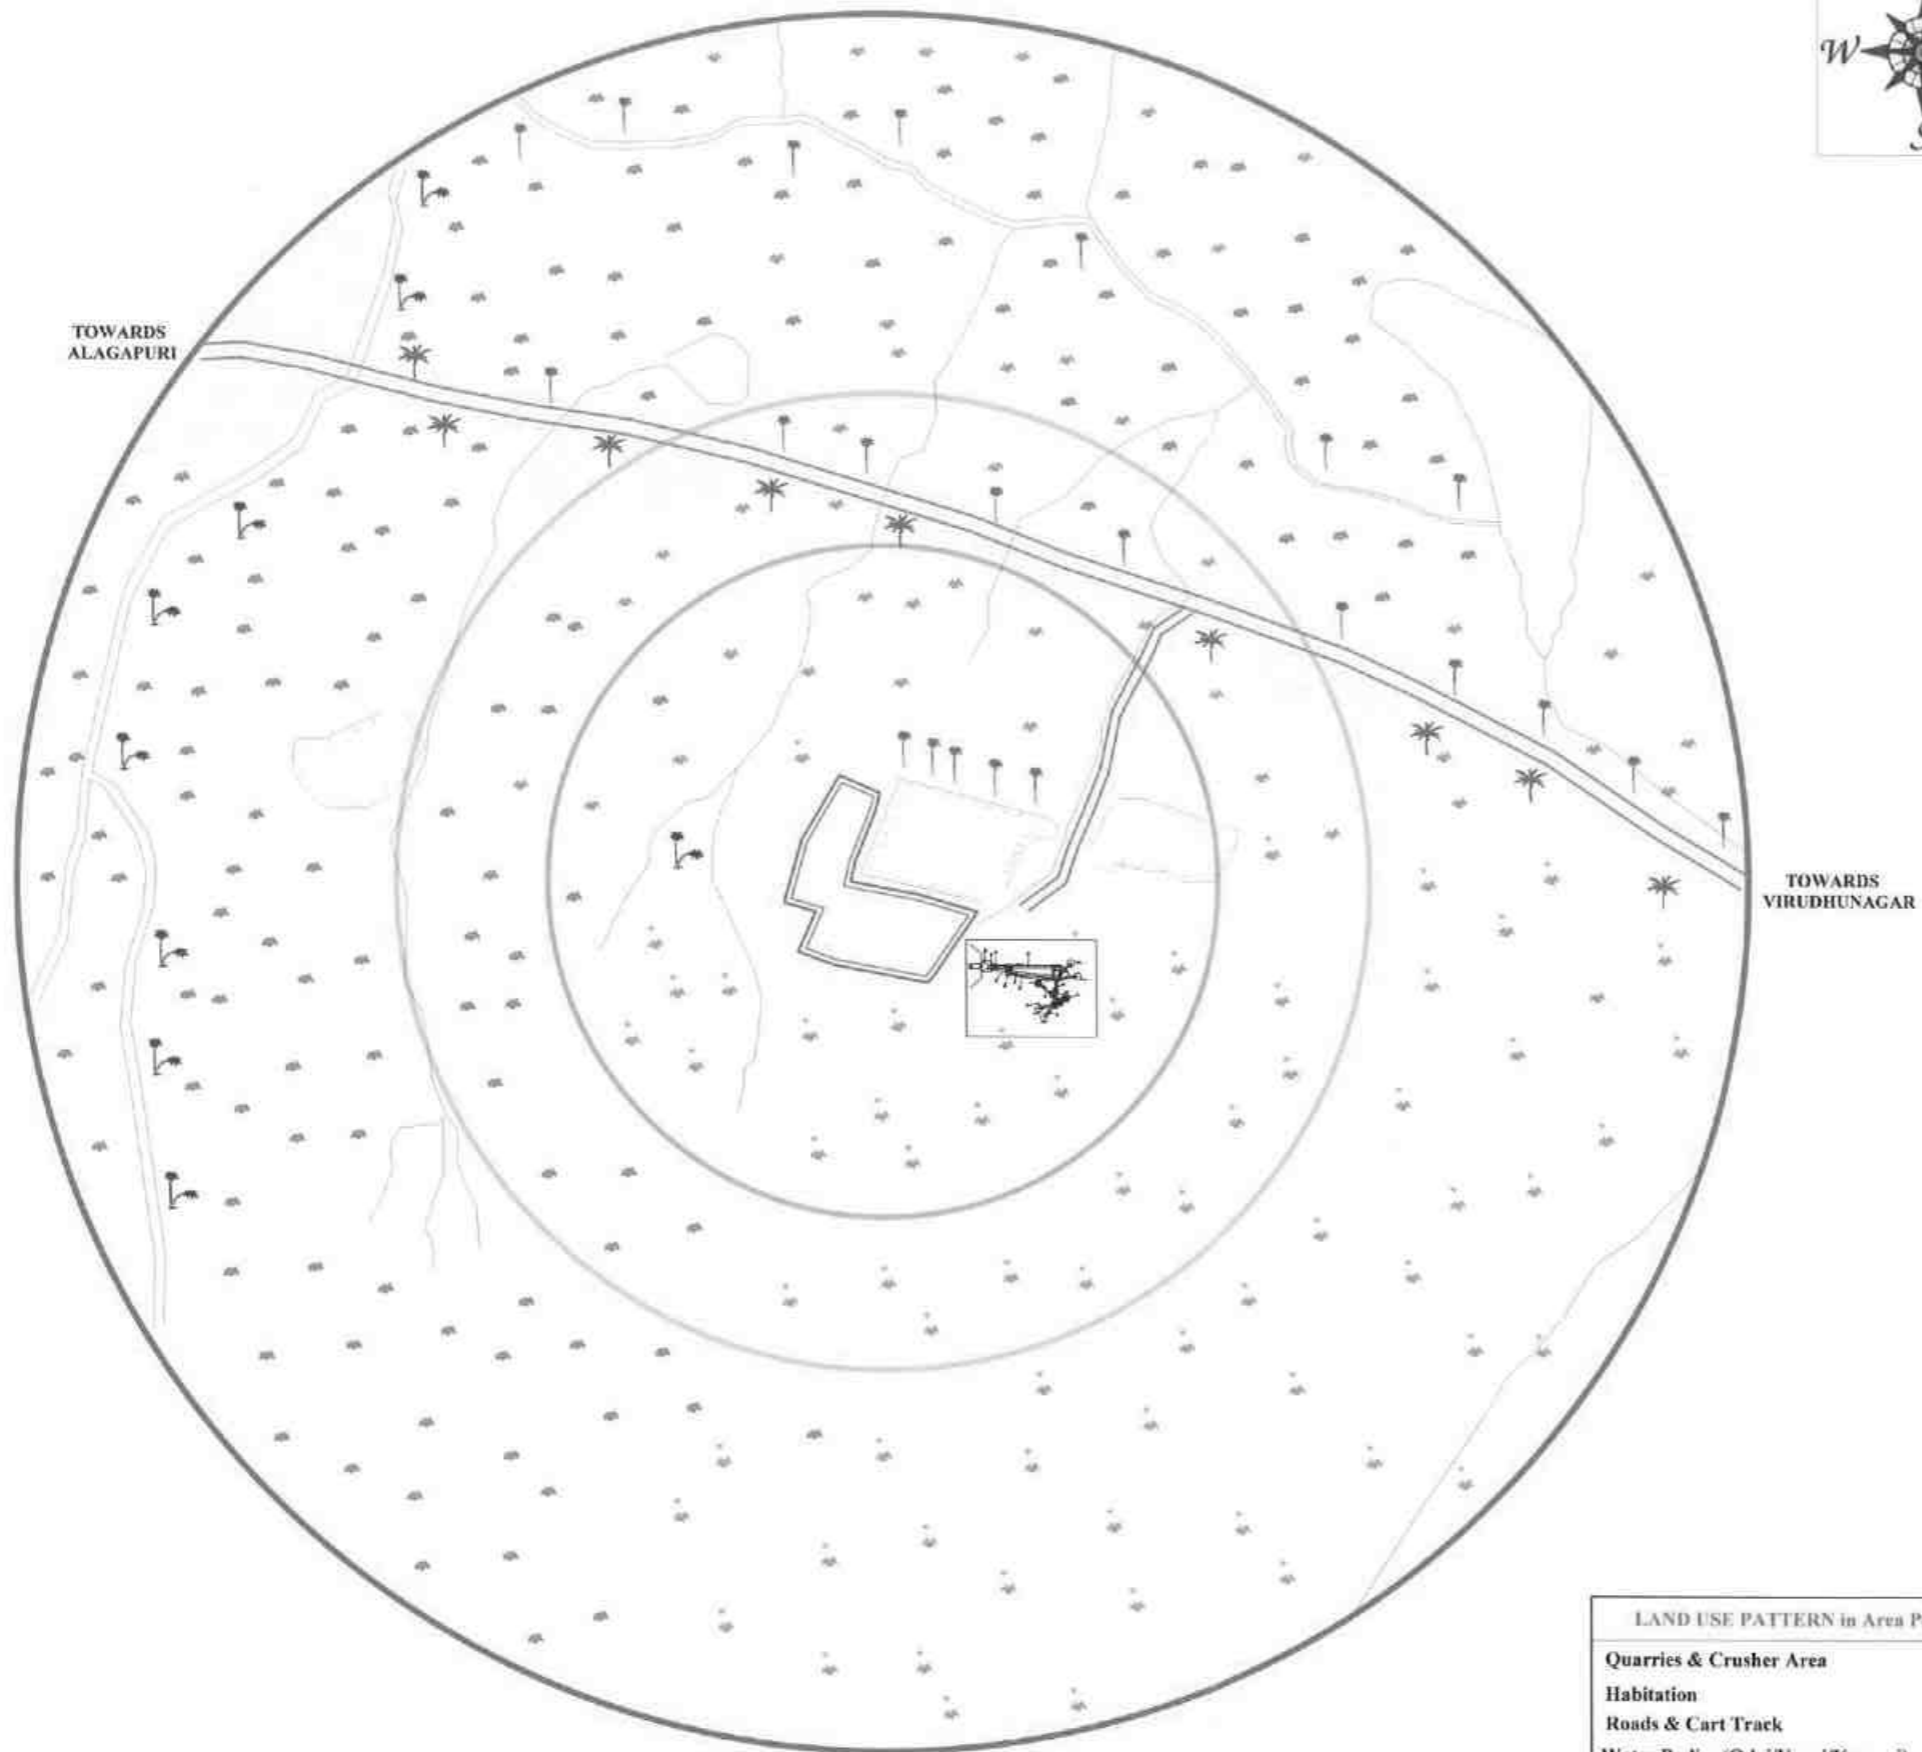 W
S
TOWARDS
ALAGAPURI
TOWARDS
VIRUDHUNAGAR
LAND USE PATTERN in Area
Quarries & Crusher Area
Habitation
Roads & Cart Track